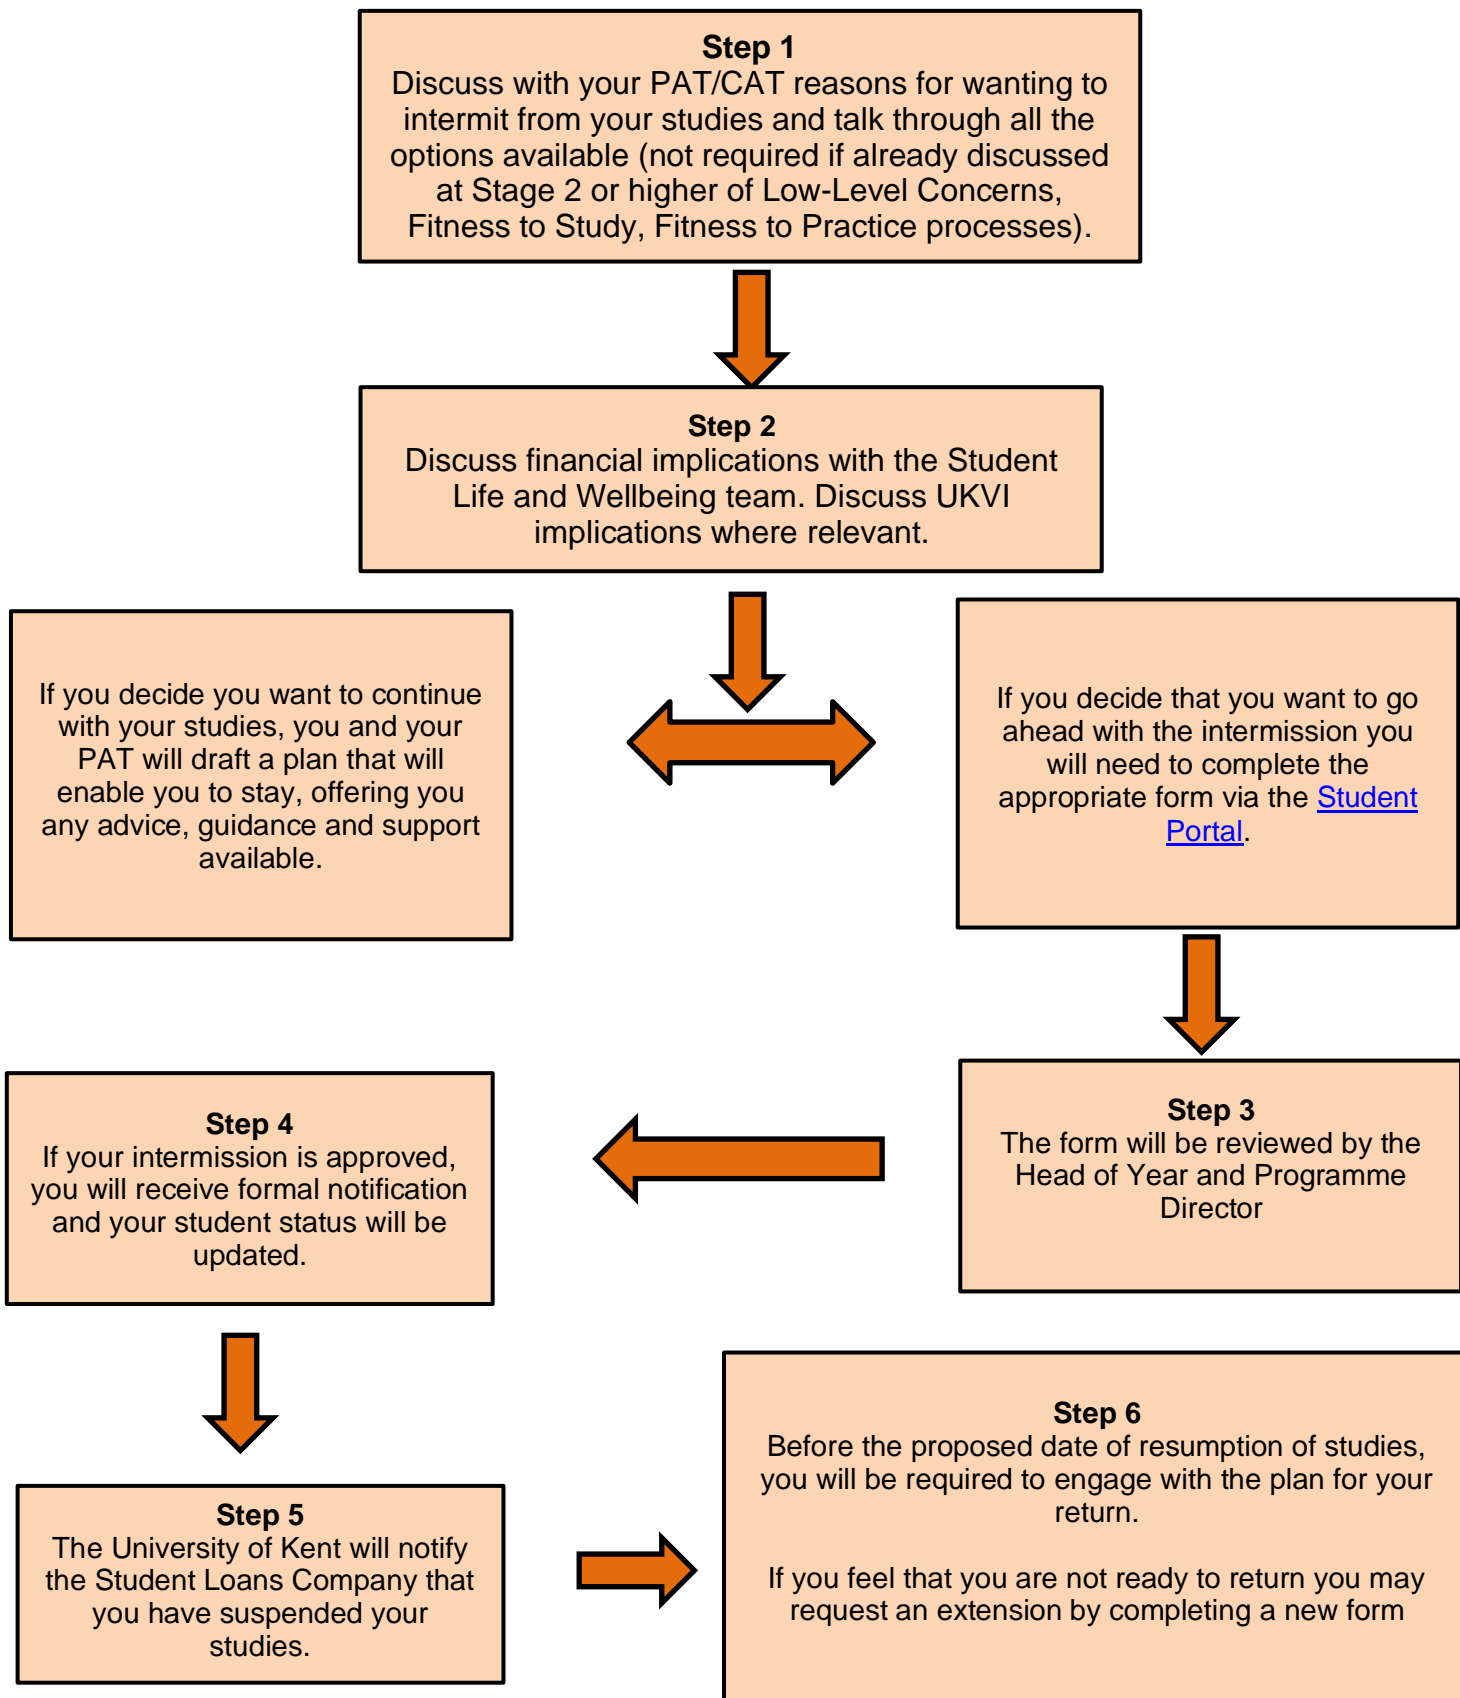 Step 1
Discuss with your PAT/CAT reasons for wanting to
intermit from your studies and talk through all the
options available (not required if already discussed
at Stage 2 or higher of Low-Level Concerns,
Fitness to Study, Fitness to Practice processes).
Step 2
Discuss financial implications with the Student
Life and Wellbeing team. Discuss UKVI
implications where relevant.
If you decide you want to continue
with your studies, you and your
PAT will draft a plan that will
enable you to stay, offering you
any advice, guidance and support
available.
If you decide that you want to go
ahead with the intermission you
will need to complete the
appropriate form via the Student
Portal.
Step 3
The form will be reviewed by the
Head of Year and Programme
Director
Step 4
If your intermission is approved,
you will receive formal notification
and your student status will be
updated.
Step 5
The University of Kent will notify
the Student Loans Company that
you have suspended your
studies.
Step 6
Before the proposed date of resumption of studies,
you will be required to engage with the plan for your
return.
If you feel that you are not ready to return you may
request an extension by completing a new form